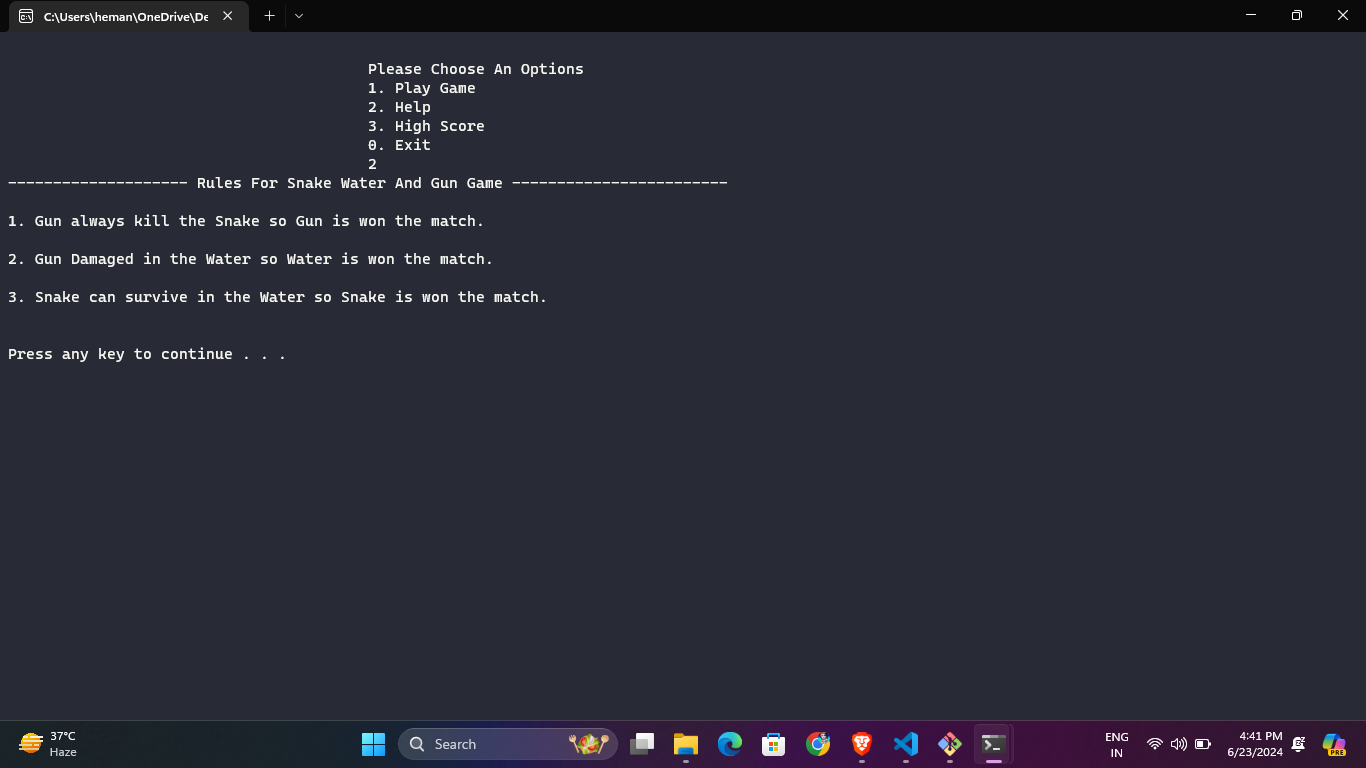 C:\Users\heman\OneDrive\De
Please Choose An Options
1. Play Game
2. Help
3. High Score
0. Exit
2
-------------------- Rules For Snake Water And Gun Game ------------------------
1. Gun always kill the Snake so Gun is won the match.
2. Gun Damaged in the Water so Water is won the match.
3. Snake can survive in the Water so Snake is won the match.
Press any key to continue . . .
37°C
Haze
Search
ENG
IN
4:41 PM
6/23/2024
PRE